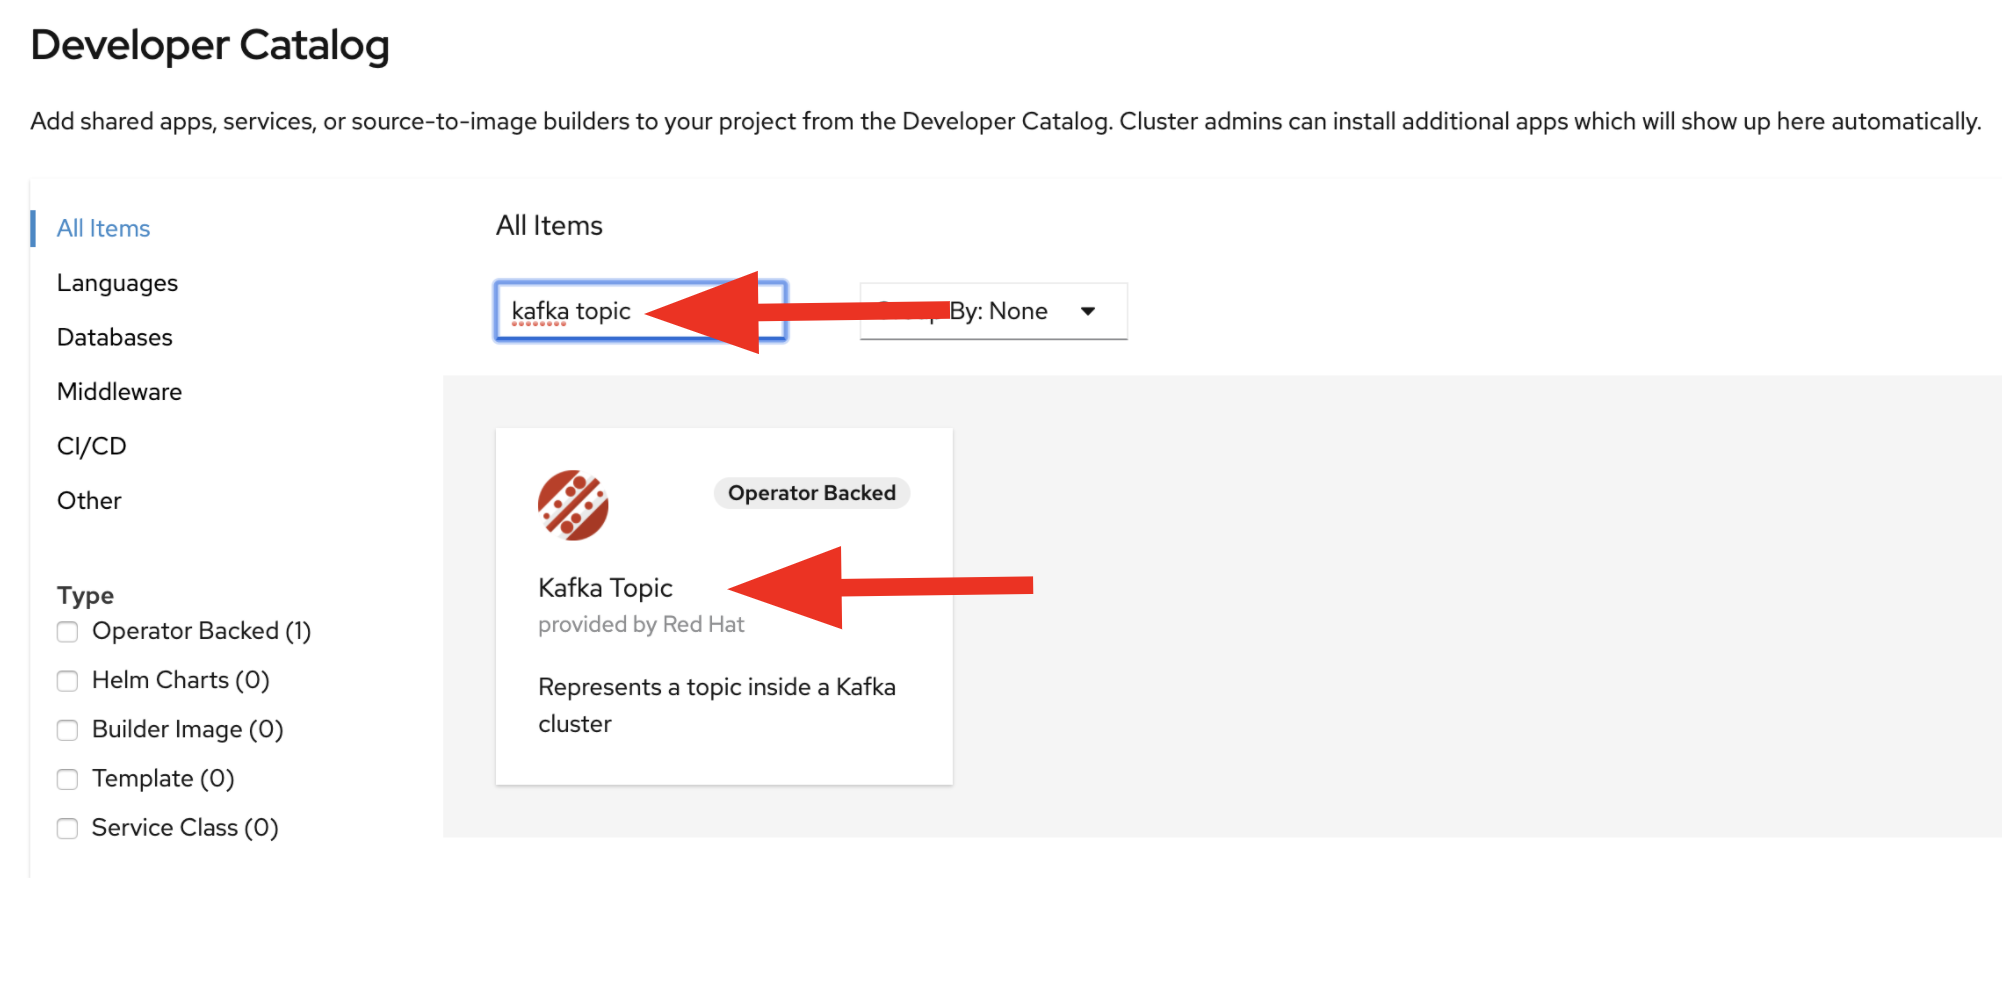 Developer Catalog
Add shared apps, services, or source-to-image builders to your project from the Developer Catalog. Cluster admins can install additional apps which will show up here automatically.
All Items
Languages
Databases
Middleware
CI/CD
Other
Type
Operator Backed (1)
Helm Charts (0)
Builder Image (0)
Template (0)
Service Class (0)
All Items
kafka topic
By: None
Operator Backed
Kafka Topic
provided by Red Hat
Represents a topic inside a Kafka
cluster